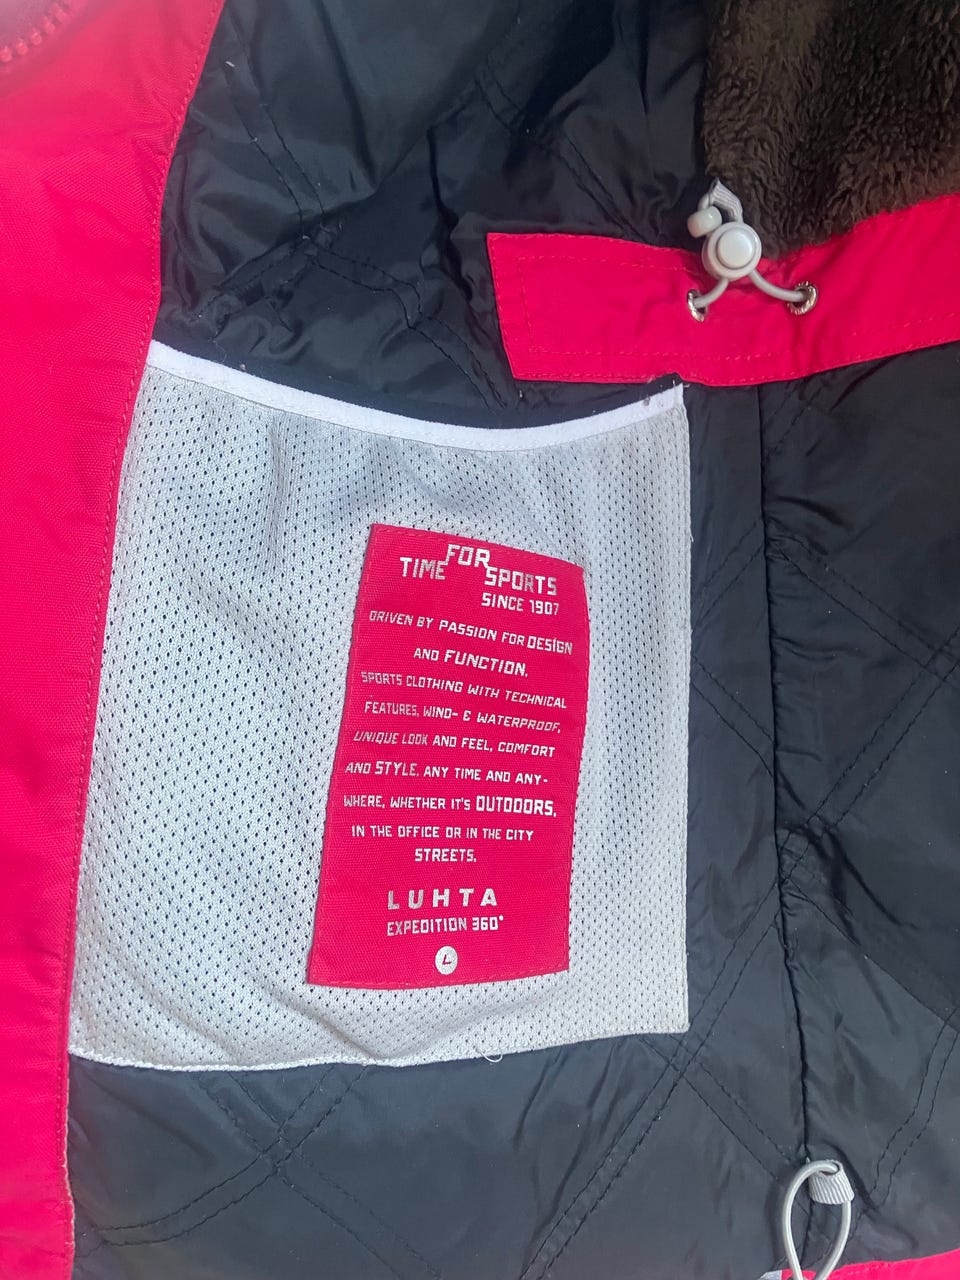 TIME FOR SPORTS
SINCE 1907
DRIVEN BY PASSION FOR DESIGN
AND FUNCTION.
SPORTS CLOTHING WITH TECHNICAL
FEATURES, WIND- & WATERPROOF,
UNIQUE LOOK AND FEEL, COMFORT
AND STYLE, ANY TIME AND ANY-
WHERE, WHETHER IT'S OUTDOORS,
IN THE OFFICE OR IN THE CITY
STREETS.
LUHTA
EXPEDITION 360°
L